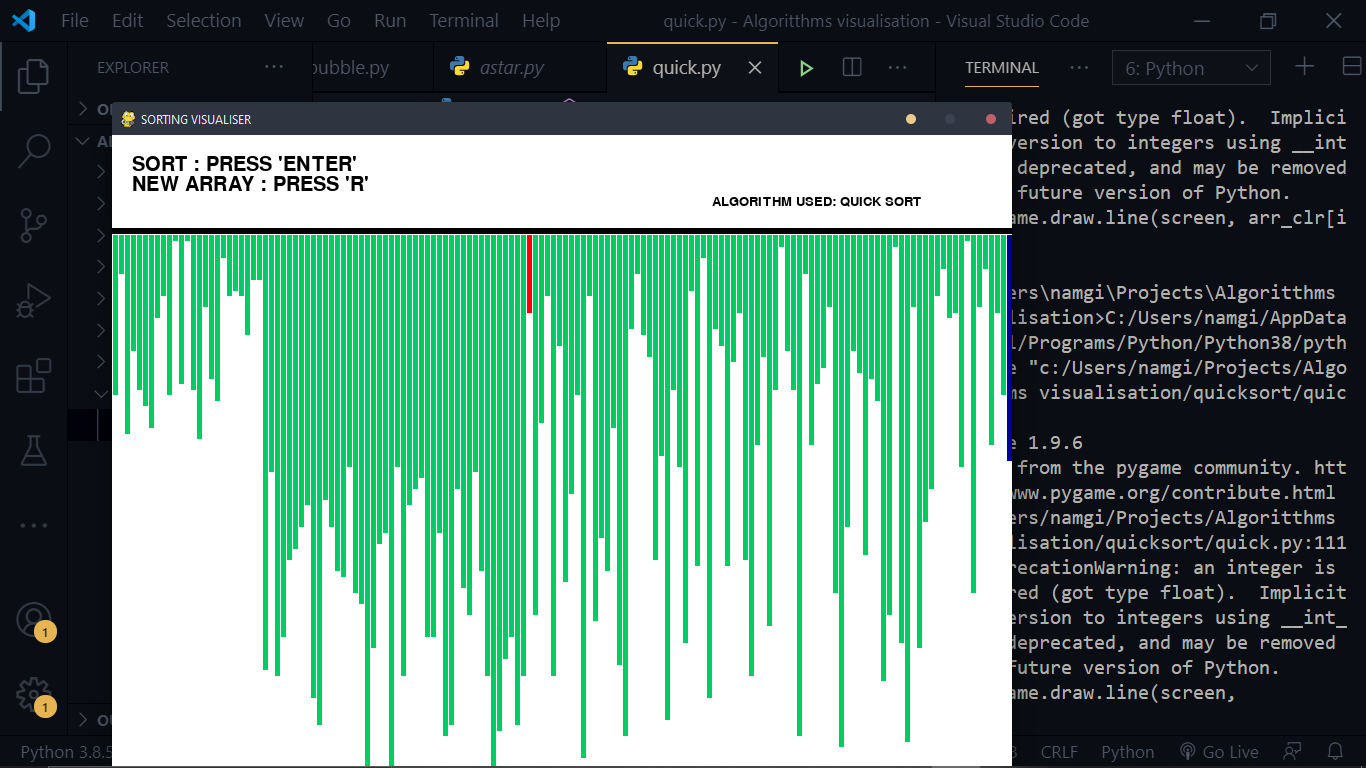 File Edit Selection View Go Run Terminal Help quick.py - Algoritthms visualisation - Visual Studio Code
EXPLORER ··· bubble.py astar.py quick.py ··· TERMINAL ··· 6: Python
SORTING VISUALISER
SORT : PRESS 'ENTER'
NEW ARRAY : PRESS 'R'
ALGORITHM USED: QUICK SORT
ired (got type float).  Implici
version to integers using __int
deprecated, and may be removed
future version of Python.
ame.draw.line(screen, arr_clr[i
ers\namgi\Projects\Algoritthms
lisation>C:/Users/namgi/AppData
l/Programs/Python/Python38/pyth
e "c:/Users/namgi/Projects/Algo
ms visualisation/quicksort/quic
e 1.9.6
from the pygame community. htt
www.pygame.org/contribute.html
ers/namgi/Projects/Algoritthms
lisation/quicksort/quick.py:111
recationWarning: an integer is
red (got type float).  Implicit
ersion to integers using __int_
deprecated, and may be removed
future version of Python.
ame.draw.line(screen,
1
1
Python 3.8.5 CRLF Python Go Live